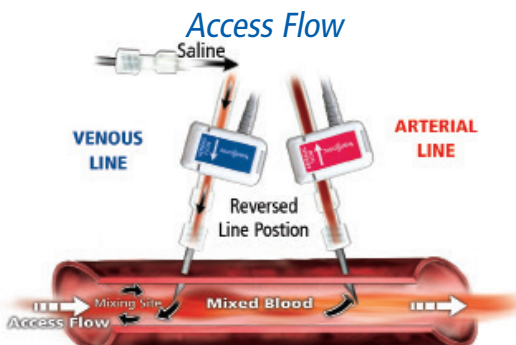 Access Flow
Saline
VENOUS
LINE
ARTERIAL
LINE
Reversed
Line Postion
Mixing Site
Mixed Blood
Access Flow